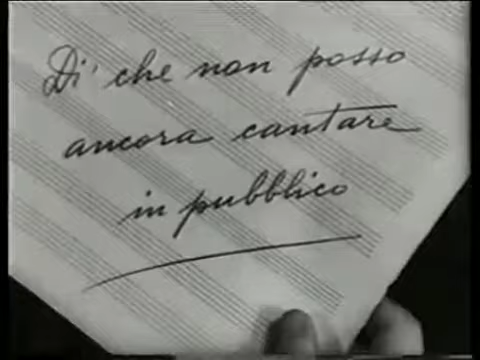 Di' che non posso
ancora cantare
in pubblico